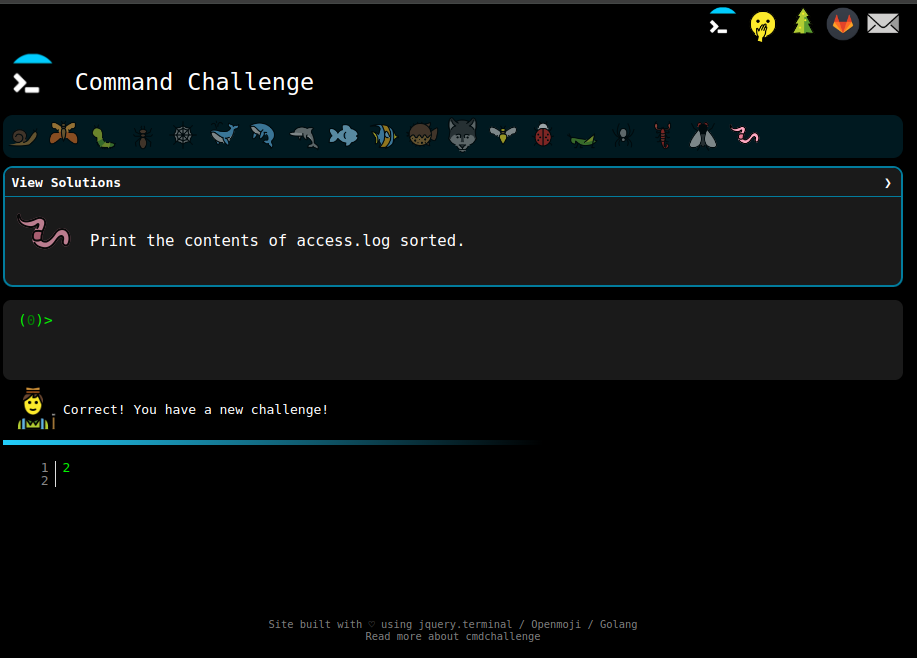 Command Challenge
View Solutions ❯
Print the contents of access.log sorted.
(0)>
Correct! You have a new challenge!
1 2
2
Site built with ♡ using jquery.terminal / Openmoji / Golang
Read more about cmdchallenge